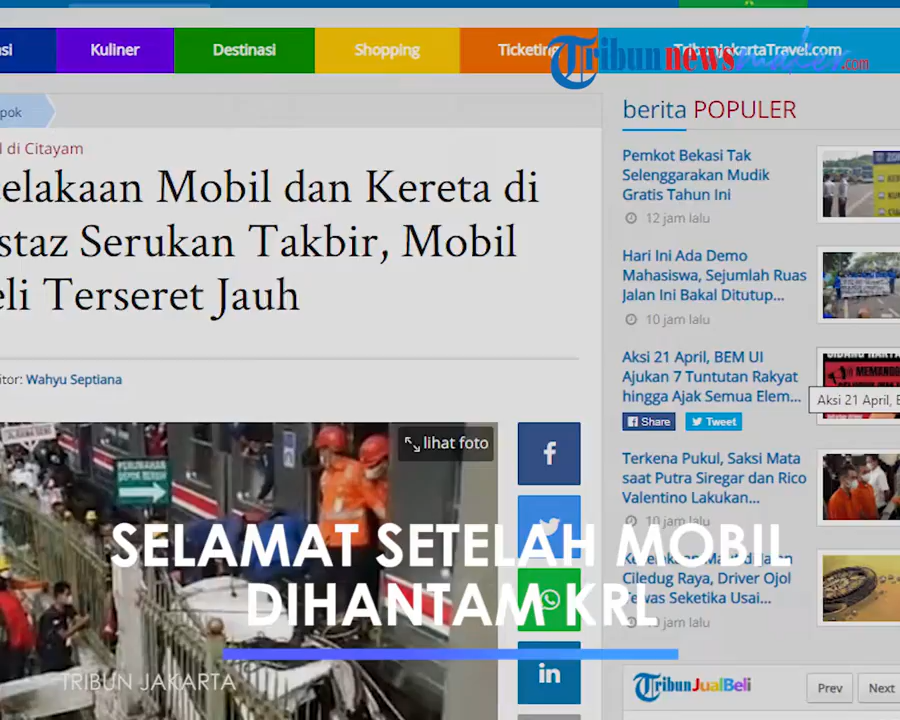 si
Kuliner
Destinasi
Shopping
Ticketing
TribunJakartaTravel.com
Tribunnewsmaker.com
pok
l di Citayam
elakaan Mobil dan Kereta di
staz Serukan Takbir, Mobil
eli Terseret Jauh
itor: Wahyu Septiana
lihat foto
PERUMAHAN
SELAMAT SETELAH MOBIL
DIHANTAM KRL
TRIBUN JAKARTA
berita POPULER
Pemkot Bekasi Tak
Selenggarakan Mudik
Gratis Tahun Ini
12 jam lalu
Hari Ini Ada Demo
Mahasiswa, Sejumlah Ruas
Jalan Ini Bakal Ditutup...
10 jam lalu
Aksi 21 April, BEM UI
Ajukan 7 Tuntutan Rakyat
hingga Ajak Semua Elem...
Share
Tweet
Aksi 21 April, B
Terkena Pukul, Saksi Mata
saat Putra Siregar dan Rico
Valentino Lakukan...
10 jam lalu
Ciledug Raya, Driver Ojol
Tewas Seketika Usai...
jam lalu
TribunJualBeli
Prev
Next